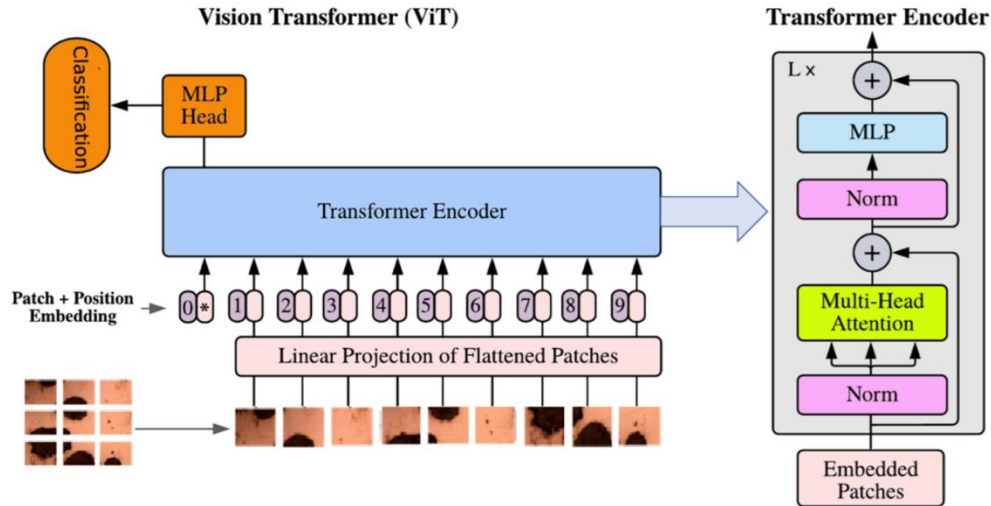 Vision Transformer (ViT)
Classification
MLP
Head
Transformer Encoder
Patch + Position
Embedding
0 * 1 2 3 4 5 6 7 8 9
Linear Projection of Flattened Patches
Transformer Encoder
L ×
+
MLP
Norm
+
Multi-Head
Attention
Norm
Embedded
Patches